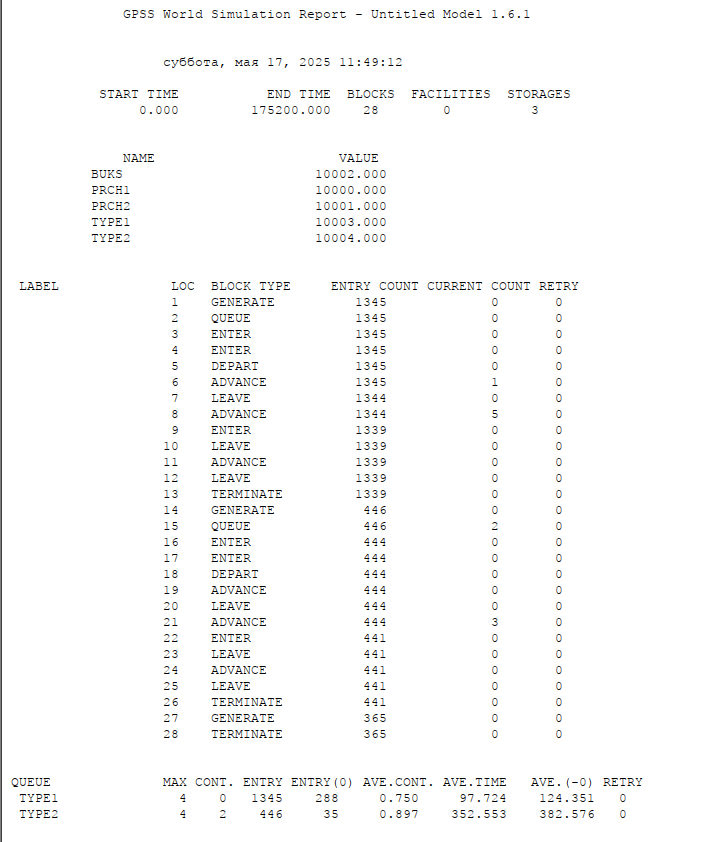 GPSS World Simulation Report - Untitled Model 1.6.1
суббота, мая 17, 2025 11:49:12
START TIME END TIME BLOCKS FACILITIES STORAGES
0.000 175200.000 28 0 3
NAME VALUE
BUKS 10002.000
PRCH1 10000.000
PRCH2 10001.000
TYPE1 10003.000
TYPE2 10004.000
LABEL LOC BLOCK TYPE ENTRY COUNT CURRENT COUNT RETRY
1 GENERATE 1345 0 0
2 QUEUE 1345 0 0
3 ENTER 1345 0 0
4 ENTER 1345 0 0
5 DEPART 1345 0 0
6 ADVANCE 1345 1 0
7 LEAVE 1344 0 0
8 ADVANCE 1344 5 0
9 ENTER 1339 0 0
10 LEAVE 1339 0 0
11 ADVANCE 1339 0 0
12 LEAVE 1339 0 0
13 TERMINATE 1339 0 0
14 GENERATE 446 0 0
15 QUEUE 446 2 0
16 ENTER 444 0 0
17 ENTER 444 0 0
18 DEPART 444 0 0
19 ADVANCE 444 0 0
20 LEAVE 444 0 0
21 ADVANCE 444 3 0
22 ENTER 441 0 0
23 LEAVE 441 0 0
24 ADVANCE 441 0 0
25 LEAVE 441 0 0
26 TERMINATE 441 0 0
27 GENERATE 365 0 0
28 TERMINATE 365 0 0
QUEUE MAX CONT. ENTRY ENTRY(0) AVE.CONT. AVE.TIME AVE.(-0) RETRY
TYPE1 4 0 1345 288 0.750 97.724 124.351 0
TYPE2 4 2 446 35 0.897 352.553 382.576 0